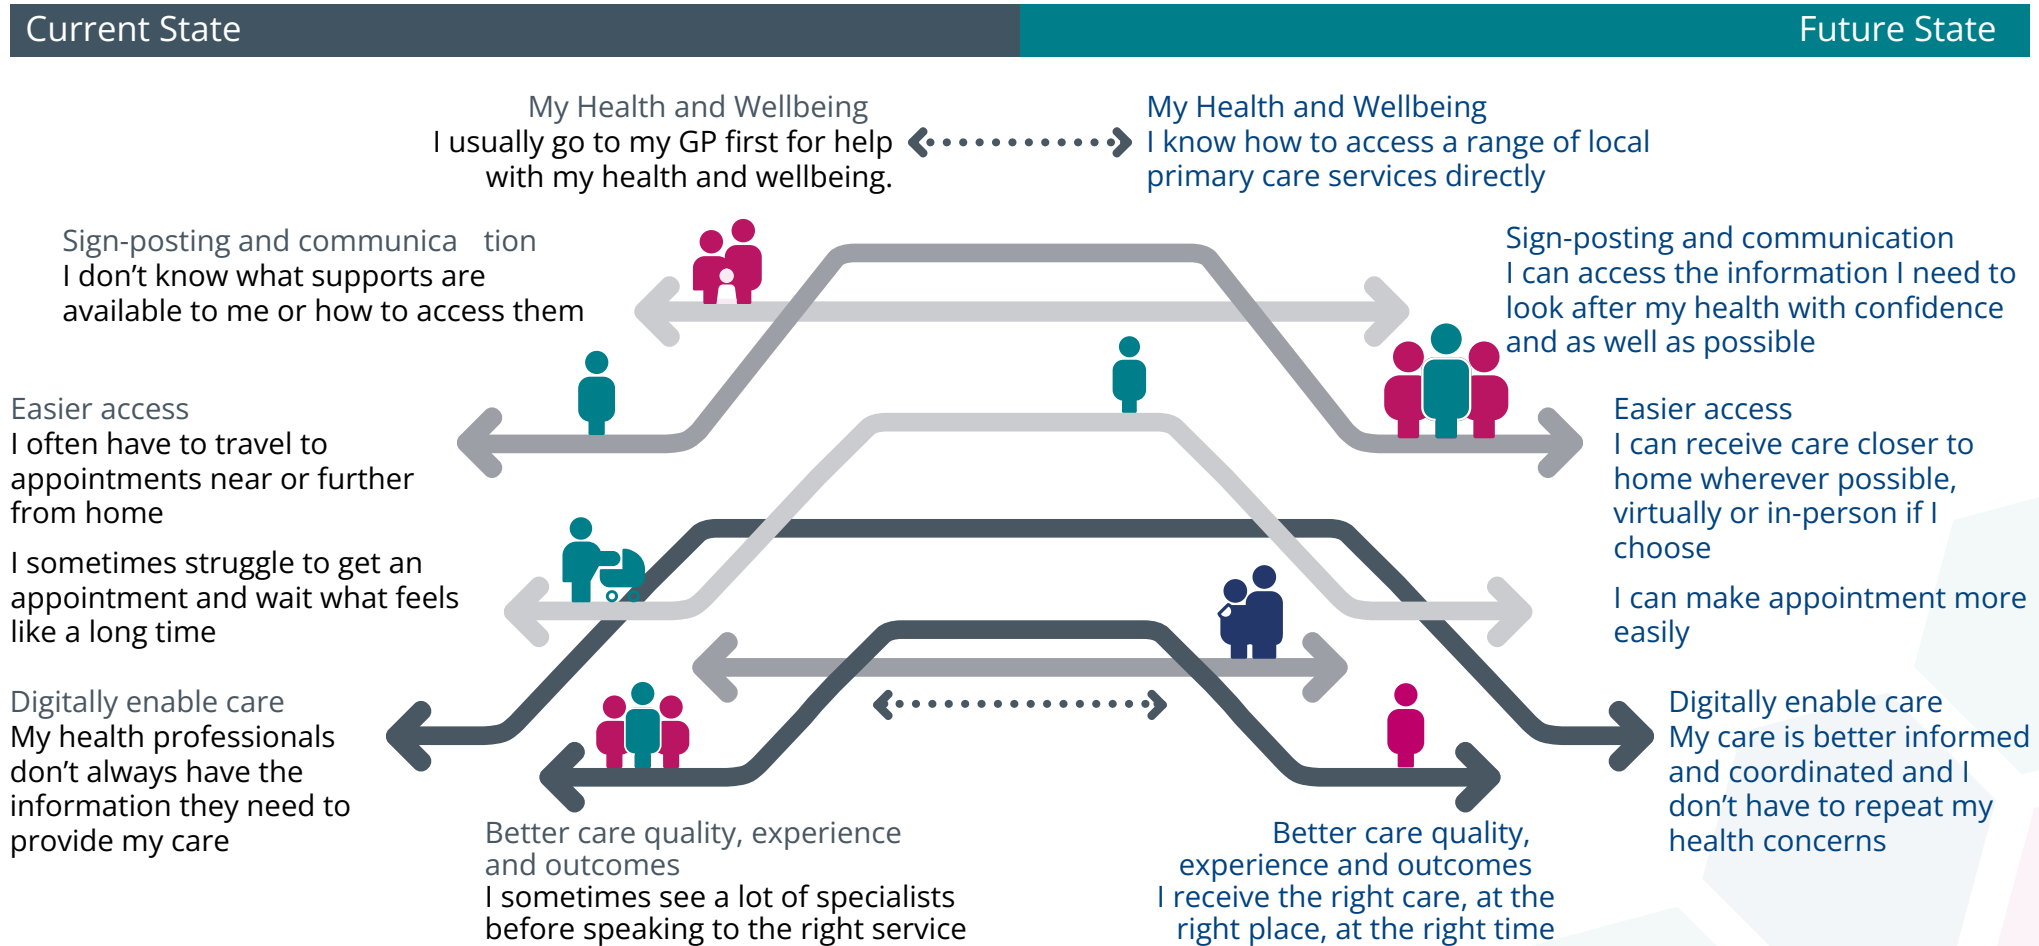 Current State
Future State
My Health and Wellbeing
I usually go to my GP first for help
with my health and wellbeing.
My Health and Wellbeing
I know how to access a range of local
primary care services directly
Sign-posting and communica tion
I don't know what supports are
available to me or how to access them
Sign-posting and communication
I can access the information I need to
look after my health with confidence
and as well as possible
Easier access
I often have to travel to
appointments near or further
from home
I sometimes struggle to get an
appointment and wait what feels
like a long time
Easier access
I can receive care closer to
home wherever possible,
virtually or in-person if I
choose
I can make appointment more
easily
Digitally enable care
My health professionals
don't always have the
information they need to
provide my care
Digitally enable care
My care is better informed
and coordinated and I
don't have to repeat my
health concerns
Better care quality, experience
and outcomes
I sometimes see a lot of specialists
before speaking to the right service
Better care quality,
experience and outcomes
I receive the right care, at the
right place, at the right time